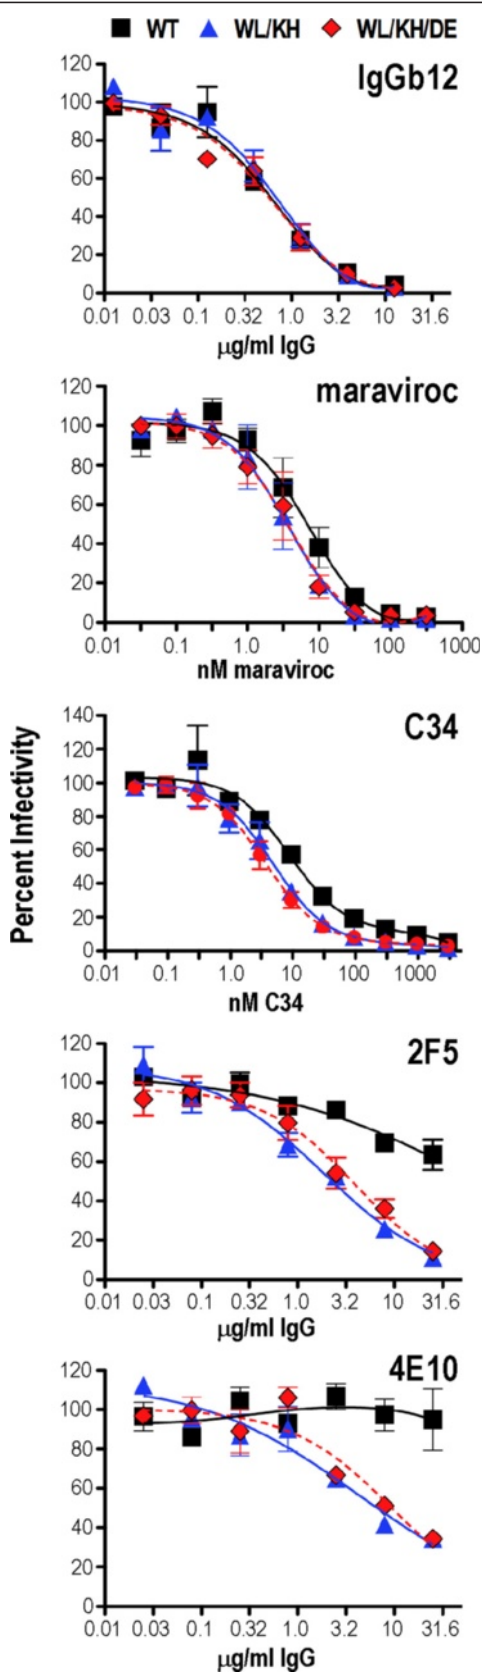 WT WL/KH WL/KH/DE
IgGb12
120
100
80
60
40
20
0
0.01 0.03 0.1 0.32 1.0 3.2 10 31.6
µg/ml IgG
maraviroc
120
100
80
60
40
20
0
0.01 0.1 1.0 10 100 1000
nM maraviroc
Percent Infectivity
C34
140
120
100
80
60
40
20
0
0.01 0.1 1.0 10 100 1000
nM C34
2F5
120
100
80
60
40
20
0
0.01 0.03 0.1 0.32 1.0 3.2 10 31.6
µg/ml IgG
4E10
120
100
80
60
40
20
0
0.01 0.03 0.1 0.32 1.0 3.2 10 31.6
µg/ml IgG